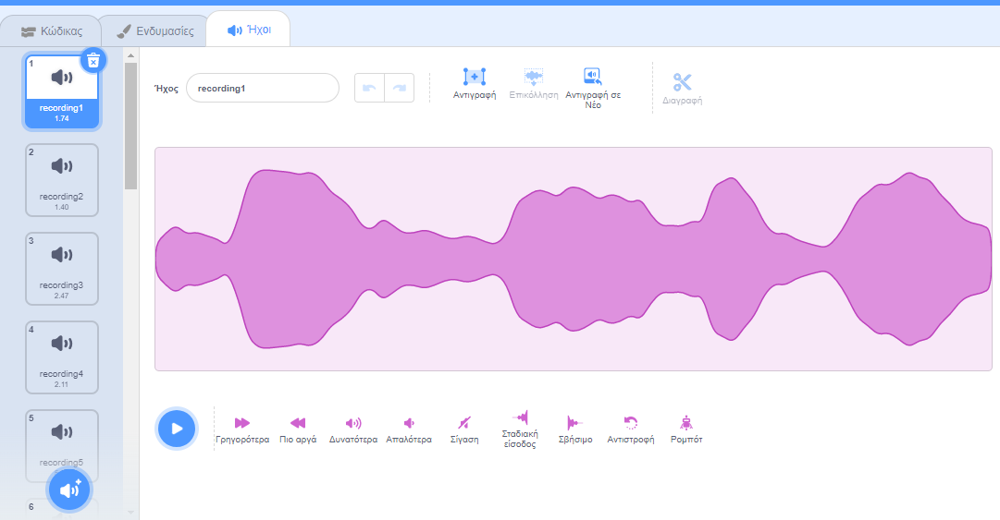 Κώδικας
Ενδυμασίες
Ήχοι
1
recording1
1.74
2
recording2
1.40
3
recording3
2.47
4
recording4
2.11
5
recording5
6
Ήχος
recording1
Αντιγραφή
Επικόλληση
Αντιγραφή σε
Νέο
Διαγραφή
Γρηγορότερα
Πιο αργά
Δυνατότερα
Απαλότερα
Σίγαση
Σταδιακή
είσοδος
Σβήσιμο
Αντιστροφή
Ρομπότ